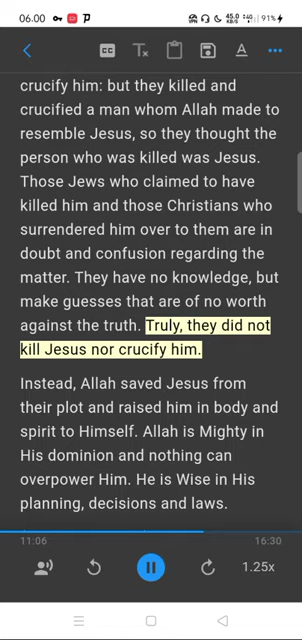 06.00
45.0
KB/S
91%
CC
crucify him: but they killed and
crucified a man whom Allah made to
resemble Jesus, so they thought the
person who was killed was Jesus.
Those Jews who claimed to have
killed him and those Christians who
surrendered him over to them are in
doubt and confusion regarding the
matter. They have no knowledge, but
make guesses that are of no worth
against the truth. Truly, they did not
kill Jesus nor crucify him.
Instead, Allah saved Jesus from
their plot and raised him in body and
spirit to Himself. Allah is Mighty in
His dominion and nothing can
overpower Him. He is Wise in His
planning, decisions and laws.
11:06
16:30
1.25x